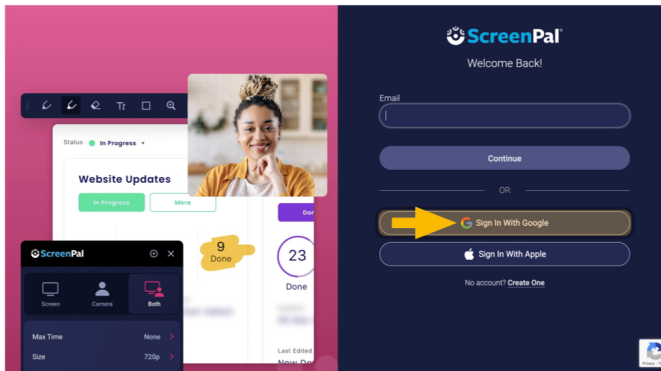 ScreenPal
Welcome Back!
Email
Continue
OR
Sign In With Google
Sign In With Apple
No account? Create One
Tt
Status In Progress
Website Updates
In Progress
More
Dor
9
Done
23
Done
ScreenPal
Screen
Camera
Both
Max Time
None
Size
720p
Last Edited